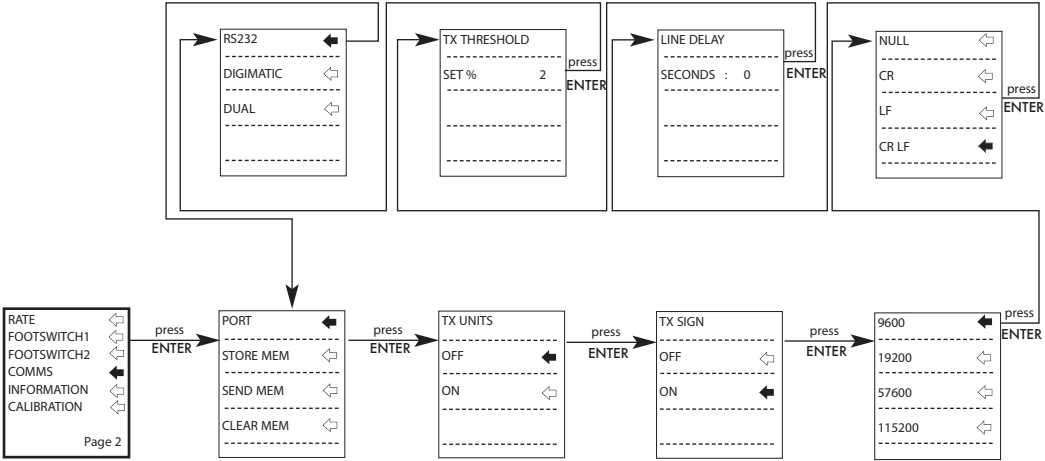 RS232
DIGIMATIC
DUAL
TX THRESHOLD
SET % 2
press
ENTER
LINE DELAY
SECONDS : 0
press
ENTER
NULL
CR
LF
CR LF
press
ENTER
RATE
FOOTSWITCH1
FOOTSWITCH2
COMMS
INFORMATION
CALIBRATION
Page 2
press
ENTER
PORT
STORE MEM
SEND MEM
CLEAR MEM
press
ENTER
TX UNITS
OFF
ON
press
ENTER
TX SIGN
OFF
ON
press
ENTER
9600
19200
57600
115200
press
ENTER